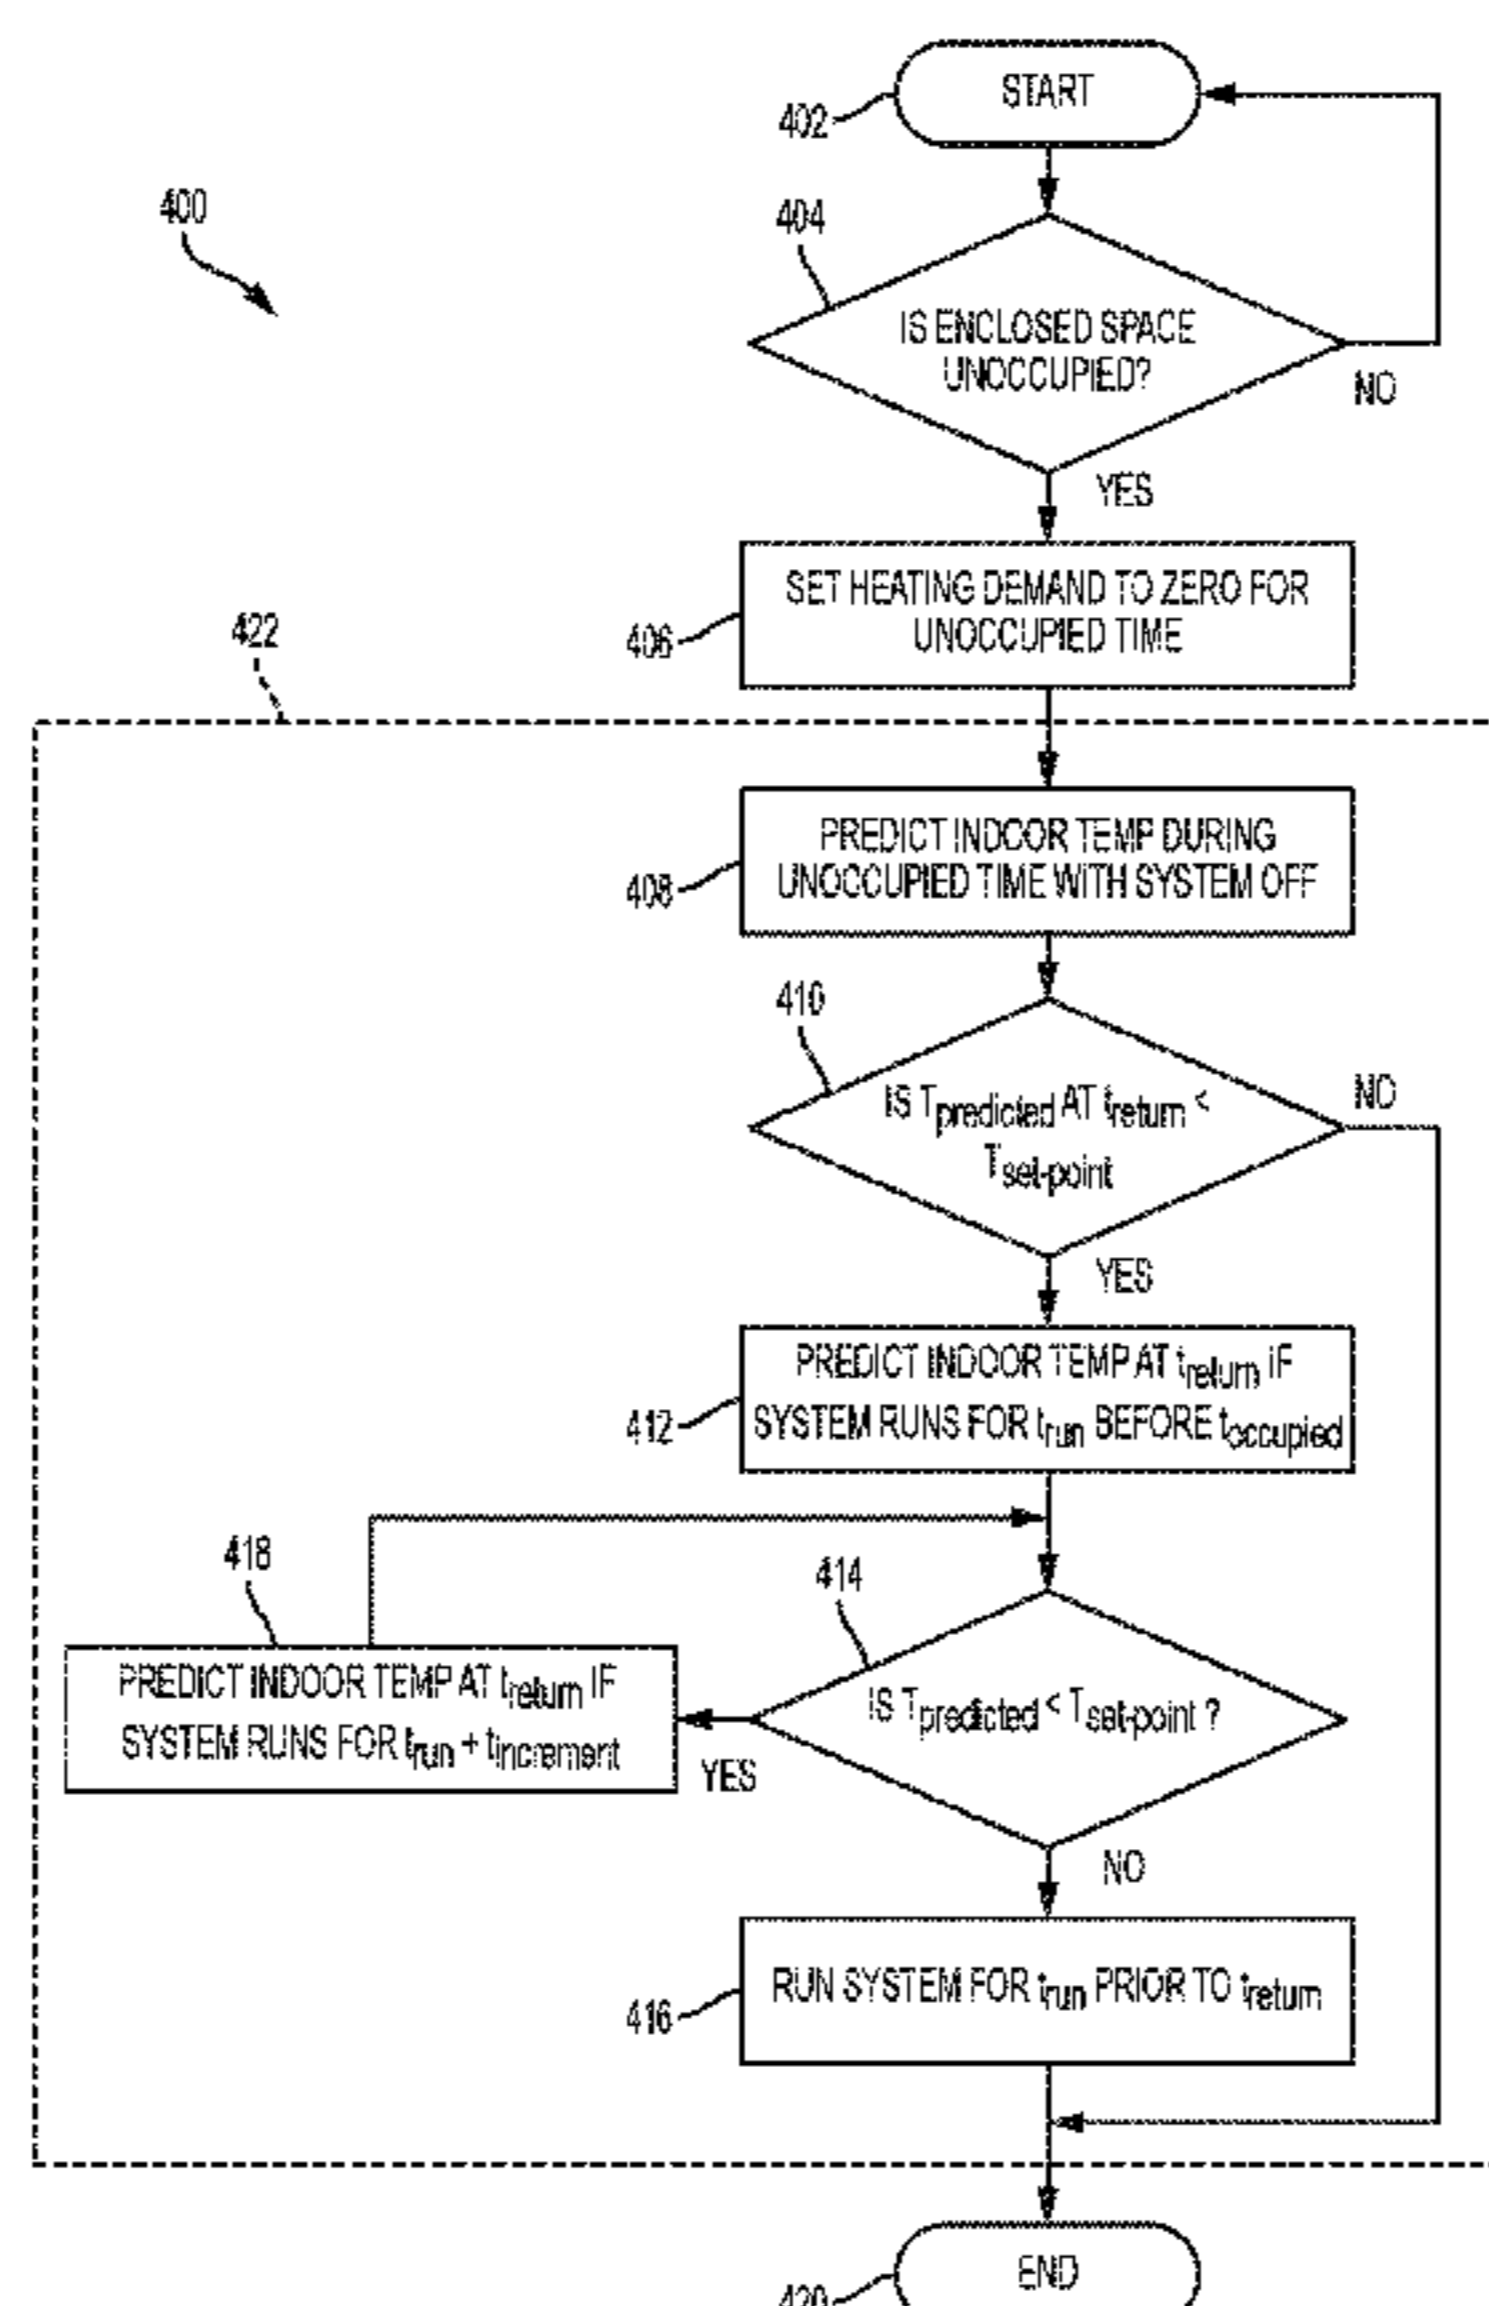 START
402
400
404
IS ENCLOSED SPACE
UNOCCUPIED?
NO
YES
SET HEATING DEMAND TO ZERO FOR
UNOCCUPIED TIME
406
422
PREDICT INDOOR TEMP DURING
UNOCCUPIED TIME WITH SYSTEM OFF
408
410
IS Tpredicted AT treturn <
Tset-point
NO
YES
PREDICT INDOOR TEMP AT treturn IF
SYSTEM RUNS FOR trun BEFORE toccupied
412
418
414
PREDICT INDOOR TEMP AT treturn IF
SYSTEM RUNS FOR trun + tincrement
IS Tpredicted < Tset-point ?
YES
NO
RUN SYSTEM FOR trun PRIOR TO treturn
416
END
420